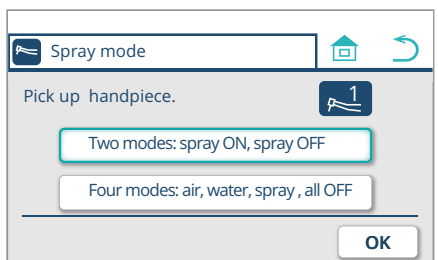 Spray mode
Pick up handpiece.
1
Two modes: spray ON, spray OFF
Four modes: air, water, spray , all OFF
OK